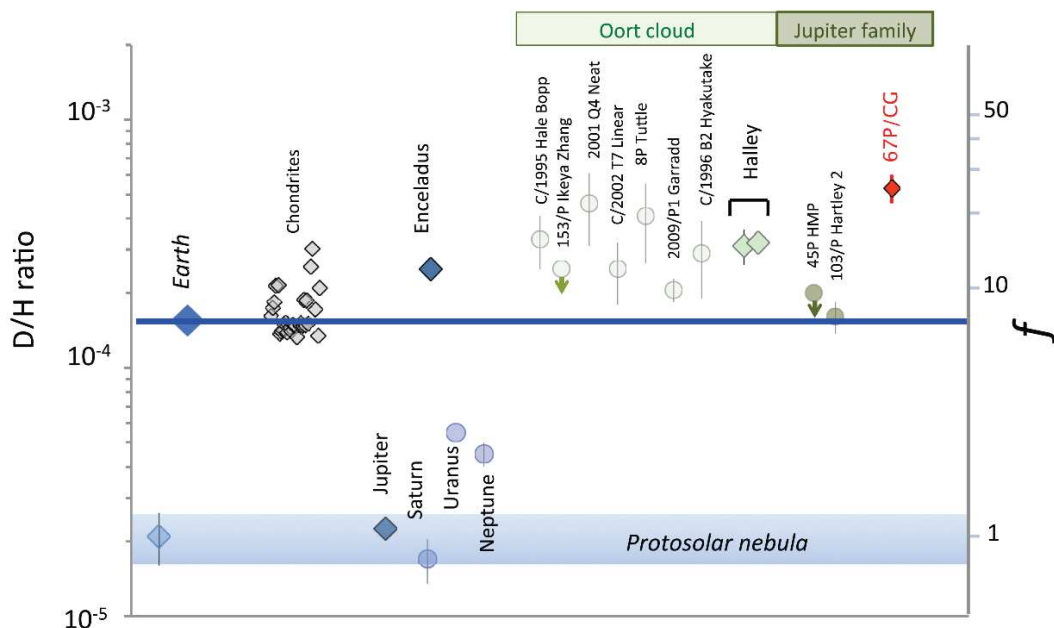 Oort cloud
Jupiter family
D/H ratio
10-3
10-4
10-5
Earth
Chondrites
Enceladus
C/1995 Hale Bopp
153/P Ikeya Zhang
2001 Q4 Neat
C/2002 T7 Linear
8P Tuttle
2009/P1 Garradd
C/1996 B2 Hyakutake
Halley
45P HMP
103/P Hartley 2
67P/CG
Jupiter
Saturn
Uranus
Neptune
Protosolar nebula
50
10
1
f